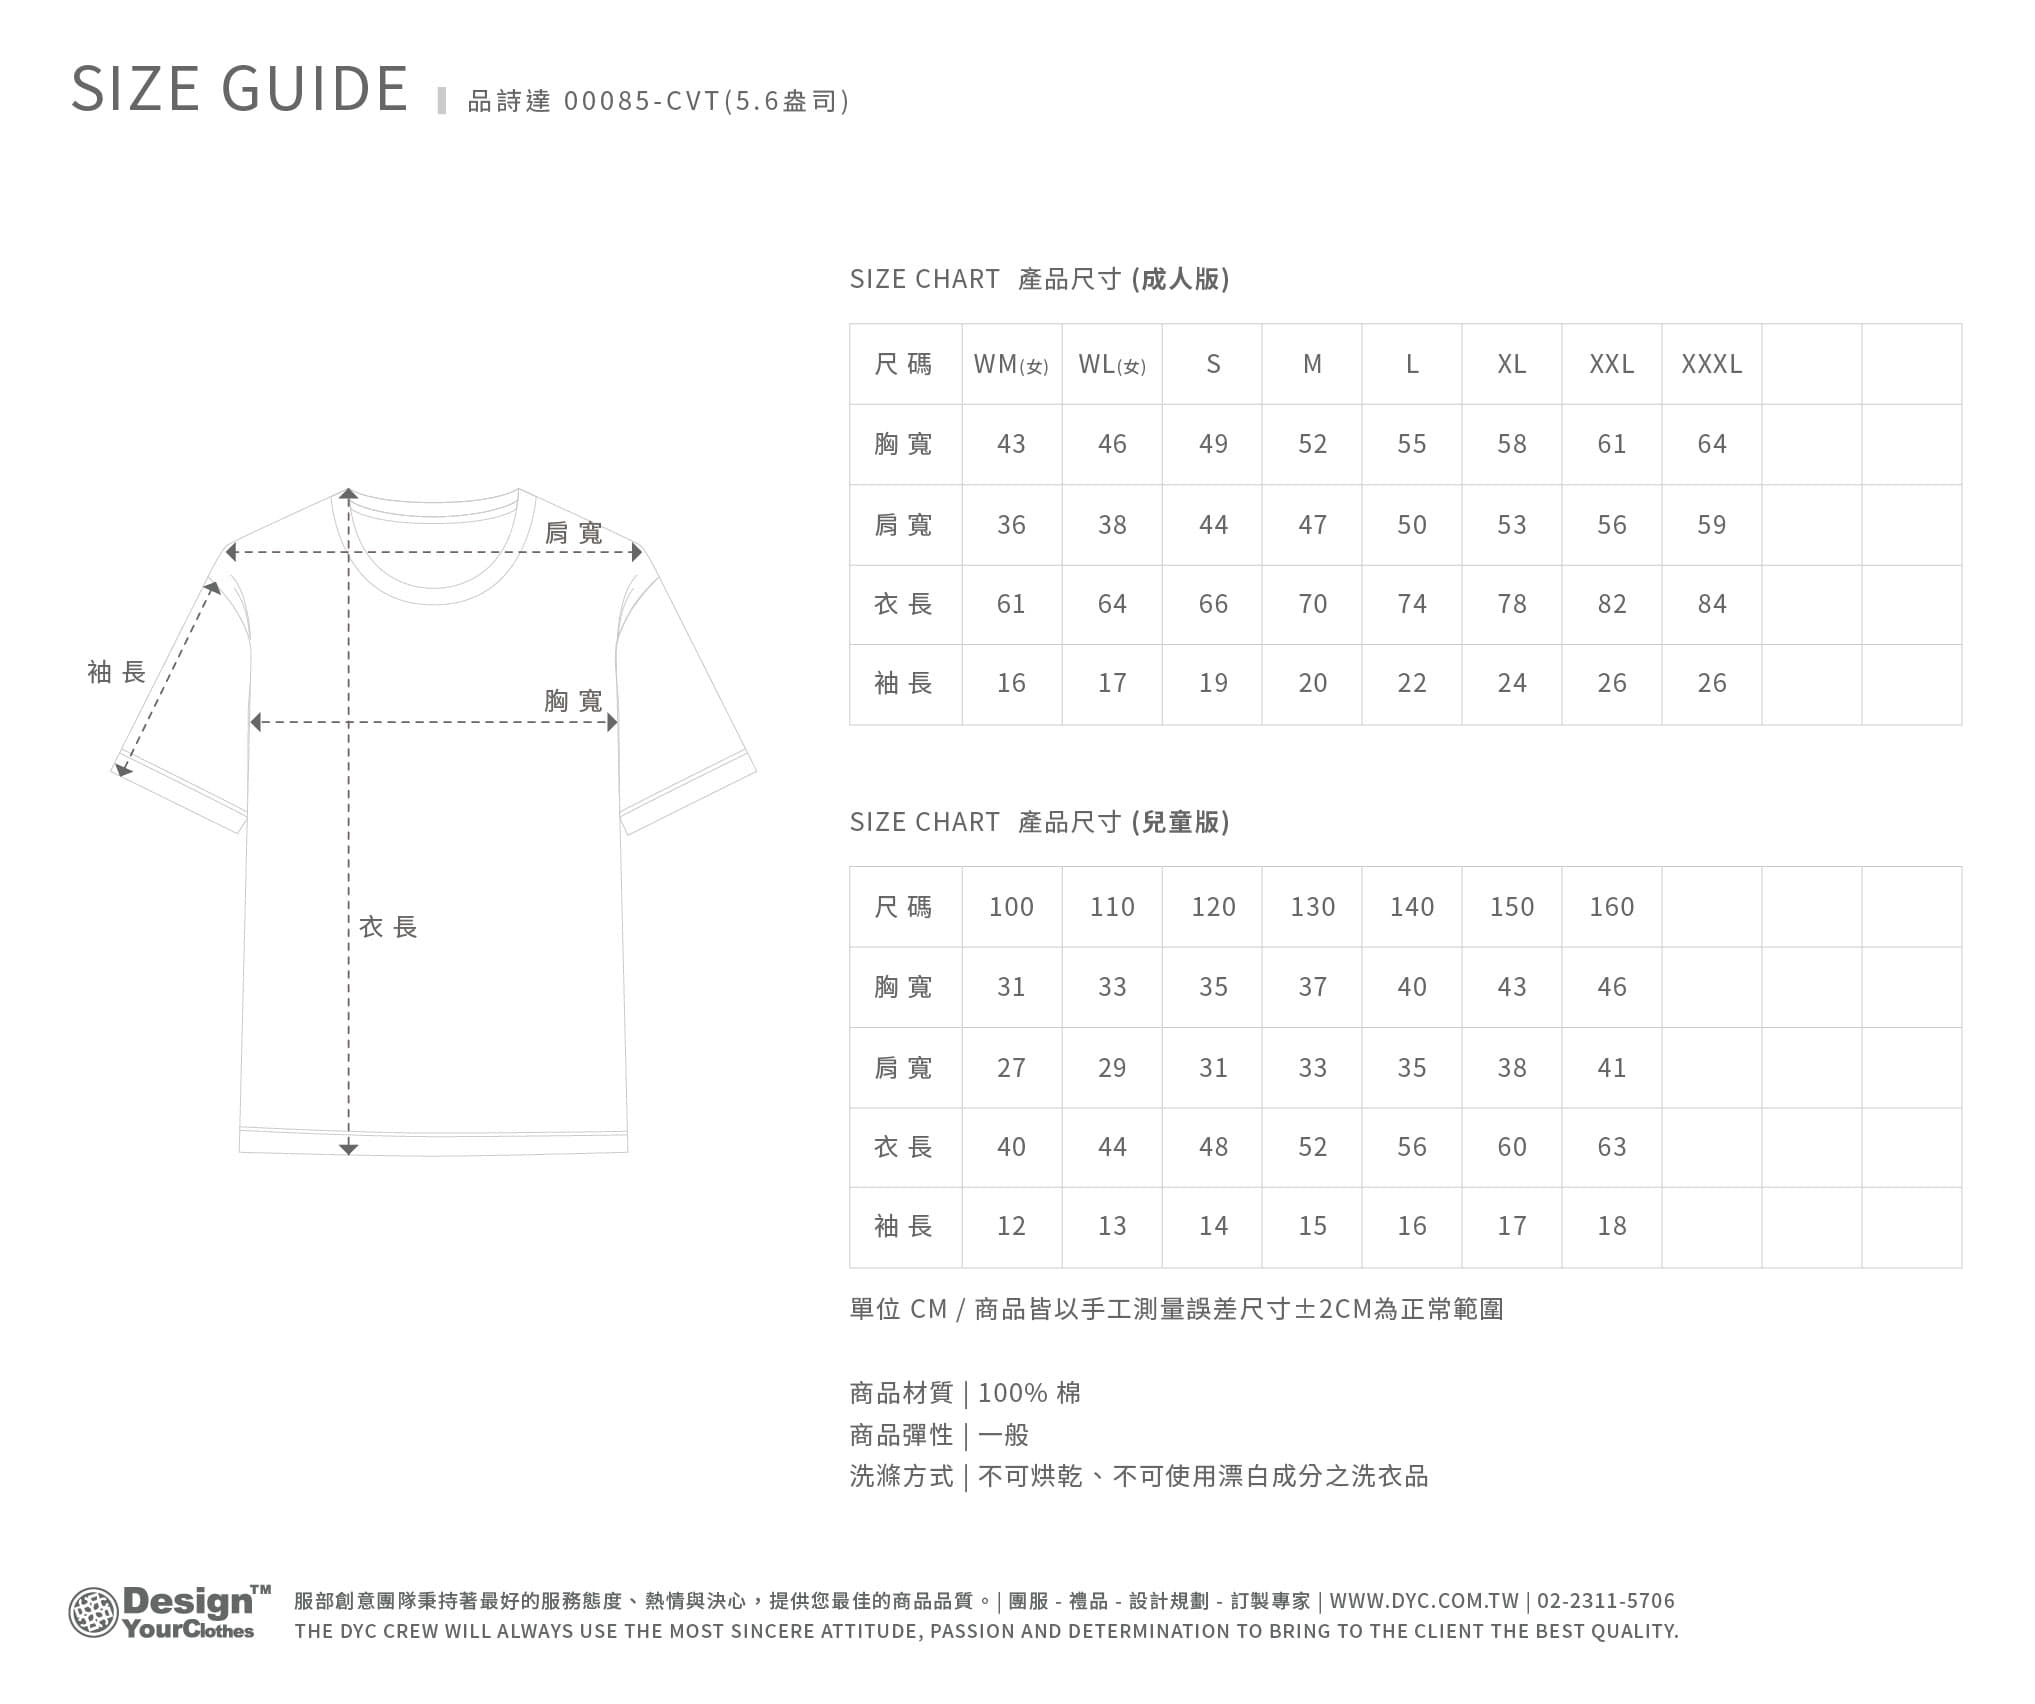 SIZE GUIDE 品詩達 00085-CVT(5.6盎司)
SIZE CHART 產品尺寸 (成人版)
尺碼 WM(女) WL(女) S M L XL XXL XXXL
胸寬 43 46 49 52 55 58 61 64
肩寬 36 38 44 47 50 53 56 59
衣長 61 64 66 70 74 78 82 84
袖長 16 17 19 20 22 24 26 26
肩寬
袖長
胸寬
衣長
SIZE CHART 產品尺寸 (兒童版)
尺碼 100 110 120 130 140 150 160
胸寬 31 33 35 37 40 43 46
肩寬 27 29 31 33 35 38 41
衣長 40 44 48 52 56 60 63
袖長 12 13 14 15 16 17 18
單位 CM / 商品皆以手工測量誤差尺寸±2CM為正常範圍
商品材質 | 100% 棉
商品彈性 | 一般
洗滌方式 | 不可烘乾、不可使用漂白成分之洗衣品
Design™
YourClothes
服部創意團隊秉持著最好的服務態度、熱情與決心，提供您最佳的商品品質。| 團服 - 禮品 - 設計規劃 - 訂製專家 | WWW.DYC.COM.TW | 02-2311-5706
THE DYC CREW WILL ALWAYS USE THE MOST SINCERE ATTITUDE, PASSION AND DETERMINATION TO BRING TO THE CLIENT THE BEST QUALITY.